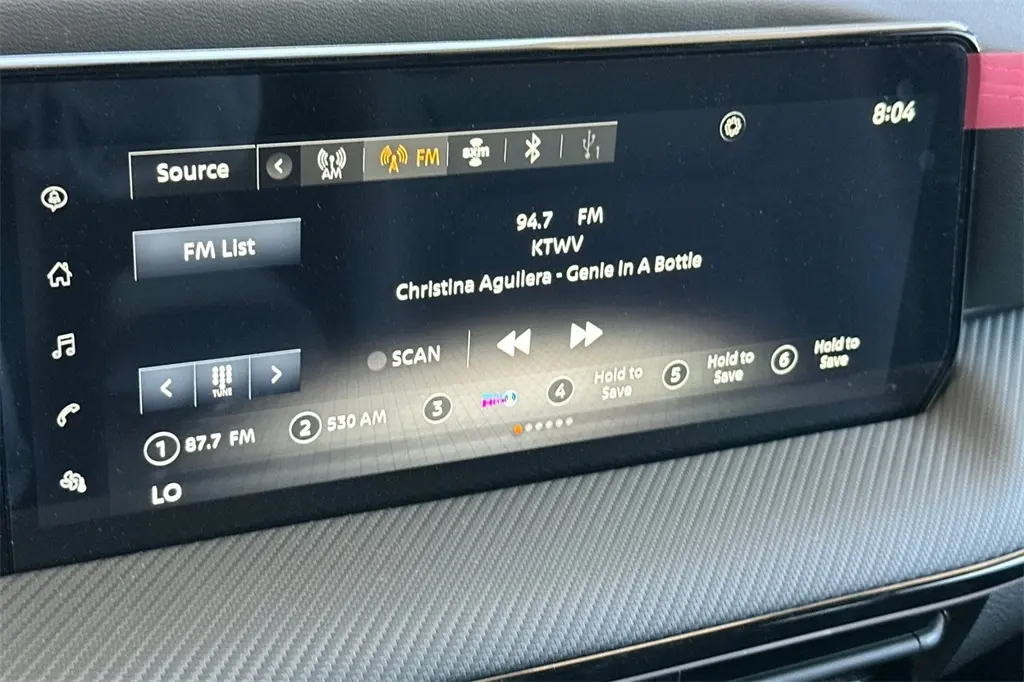 8:04
Source
AM
FM
sxm
1
94.7 FM
FM List
KTWV
Christina Aguilera - Genie In A Bottle
SCAN
TUNE
1 87.7 FM
2 530 AM
3
4 Hold to
Save
5 Hold to
Save
6 Hold to
Save
LO